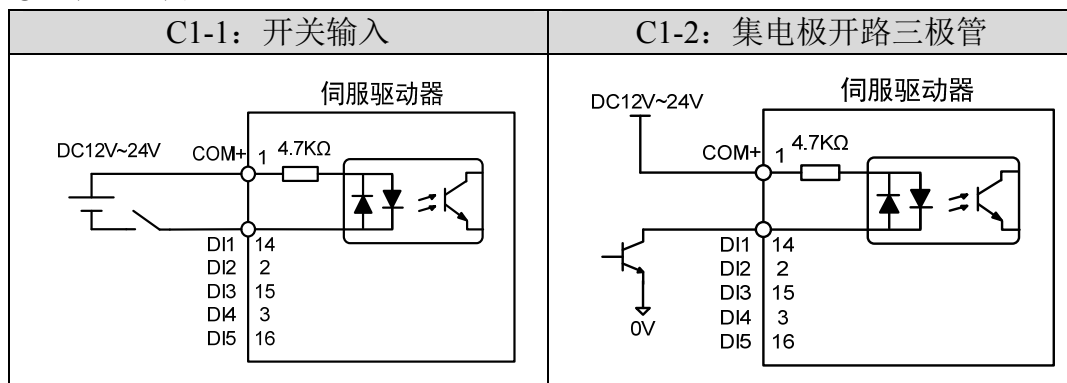 C1-1：开关输入
C1-2：集电极开路三极管
伺服驱动器
DC12V~24V
COM+
1
4.7KΩ
DI1 14
DI2 2
DI3 15
DI4 3
DI5 16
伺服驱动器
DC12V~24V
COM+
1
4.7KΩ
DI1 14
DI2 2
DI3 15
DI4 3
DI5 16
0V